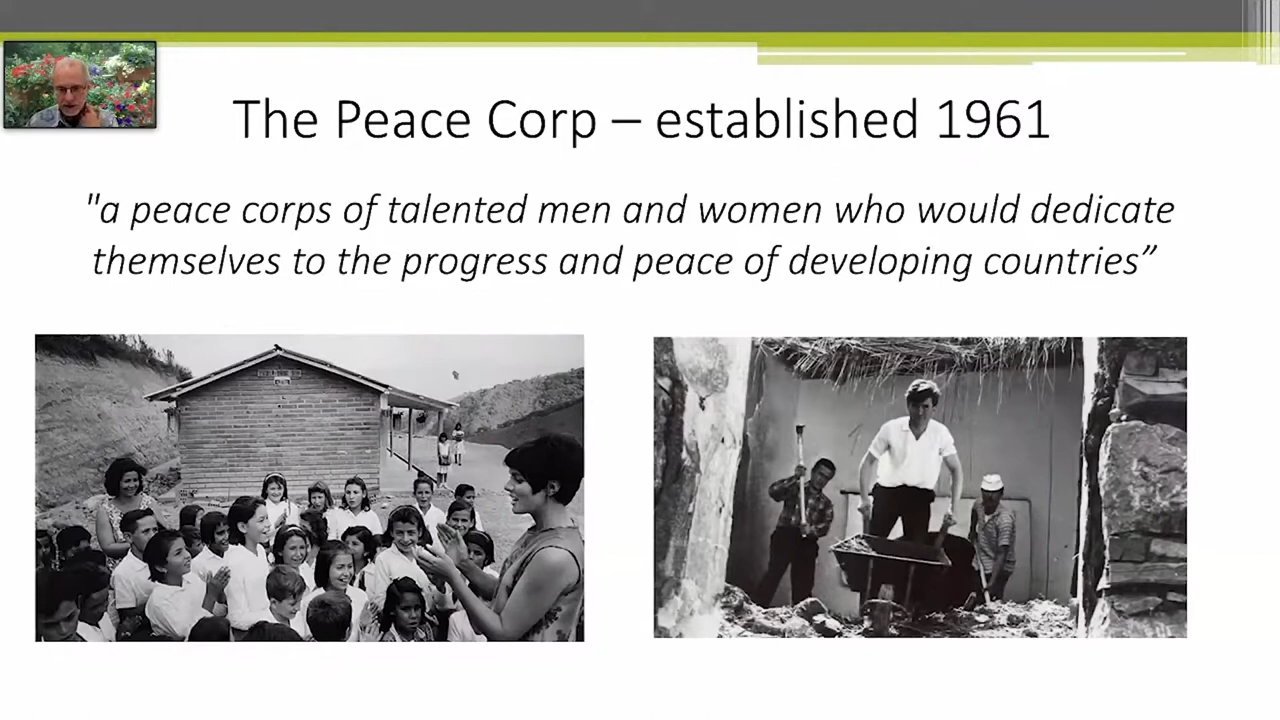 The Peace Corp – established 1961
"a peace corps of talented men and women who would dedicate
themselves to the progress and peace of developing countries”